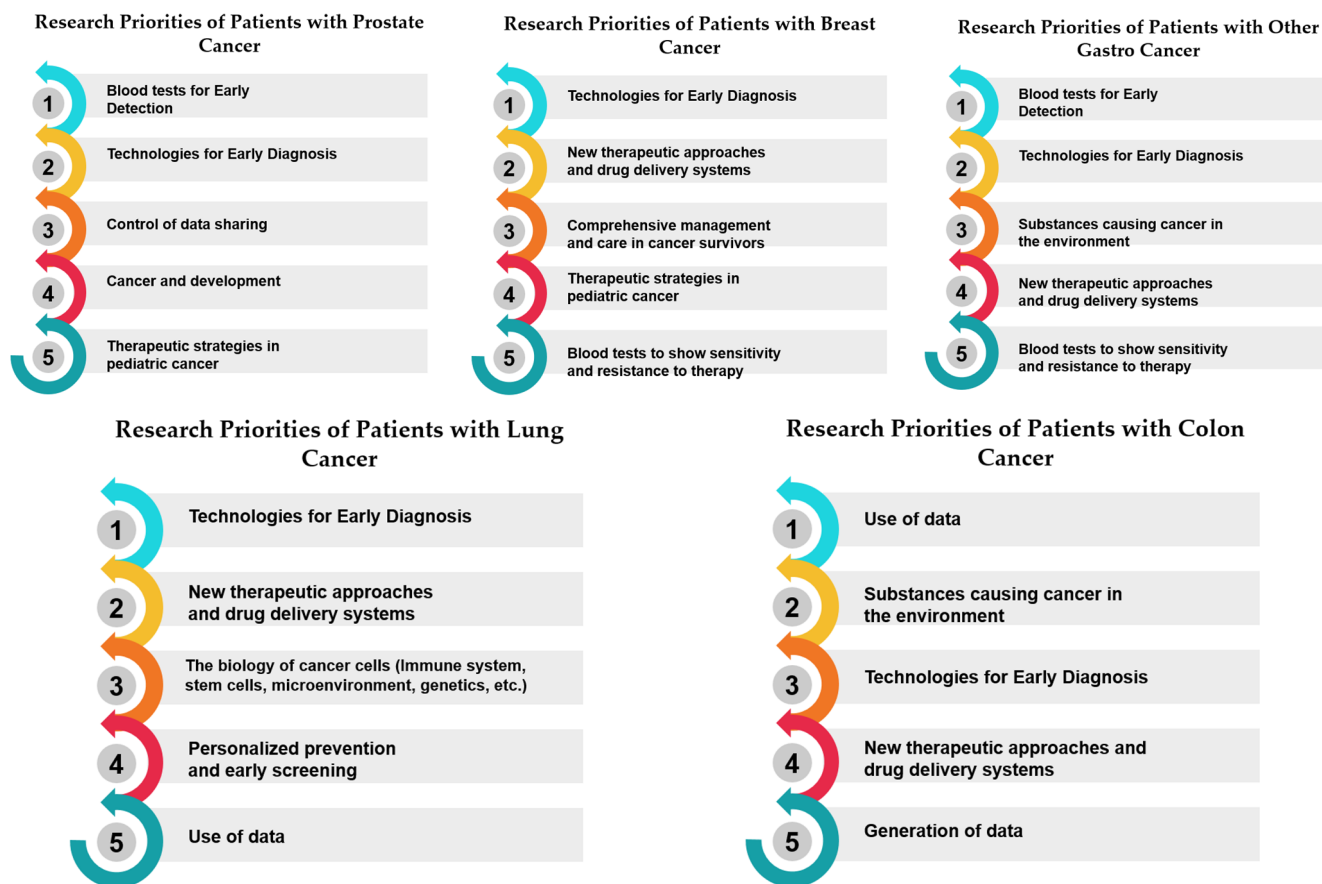 Research Priorities of Patients with Prostate
Cancer
1
Blood tests for Early
Detection
2
Technologies for Early Diagnosis
3
Control of data sharing
4
Cancer and development
5
Therapeutic strategies in
pediatric cancer
Research Priorities of Patients with Breast
Cancer
1
Technologies for Early Diagnosis
2
New therapeutic approaches
and drug delivery systems
3
Comprehensive management
and care in cancer survivors
4
Therapeutic strategies in
pediatric cancer
5
Blood tests to show sensitivity
and resistance to therapy
Research Priorities of Patients with Other
Gastro Cancer
1
Blood tests for Early
Detection
2
Technologies for Early Diagnosis
3
Substances causing cancer in
the environment
4
New therapeutic approaches
and drug delivery systems
5
Blood tests to show sensitivity
and resistance to therapy
Research Priorities of Patients with Lung
Cancer
1
Technologies for Early Diagnosis
2
New therapeutic approaches
and drug delivery systems
3
The biology of cancer cells (Immune system,
stem cells, microenvironment, genetics, etc.)
4
Personalized prevention
and early screening
5
Use of data
Research Priorities of Patients with Colon
Cancer
1
Use of data
2
Substances causing cancer in
the environment
3
Technologies for Early Diagnosis
4
New therapeutic approaches and
drug delivery systems
5
Generation of data